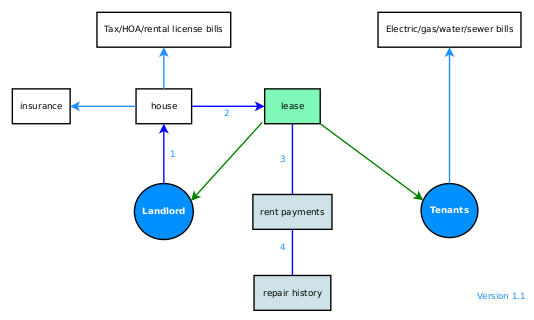 Tax/HOA/rental license bills
Electric/gas/water/sewer bills
insurance
house
2
lease
1
3
Landlord
rent payments
Tenants
4
repair history
Version 1.1